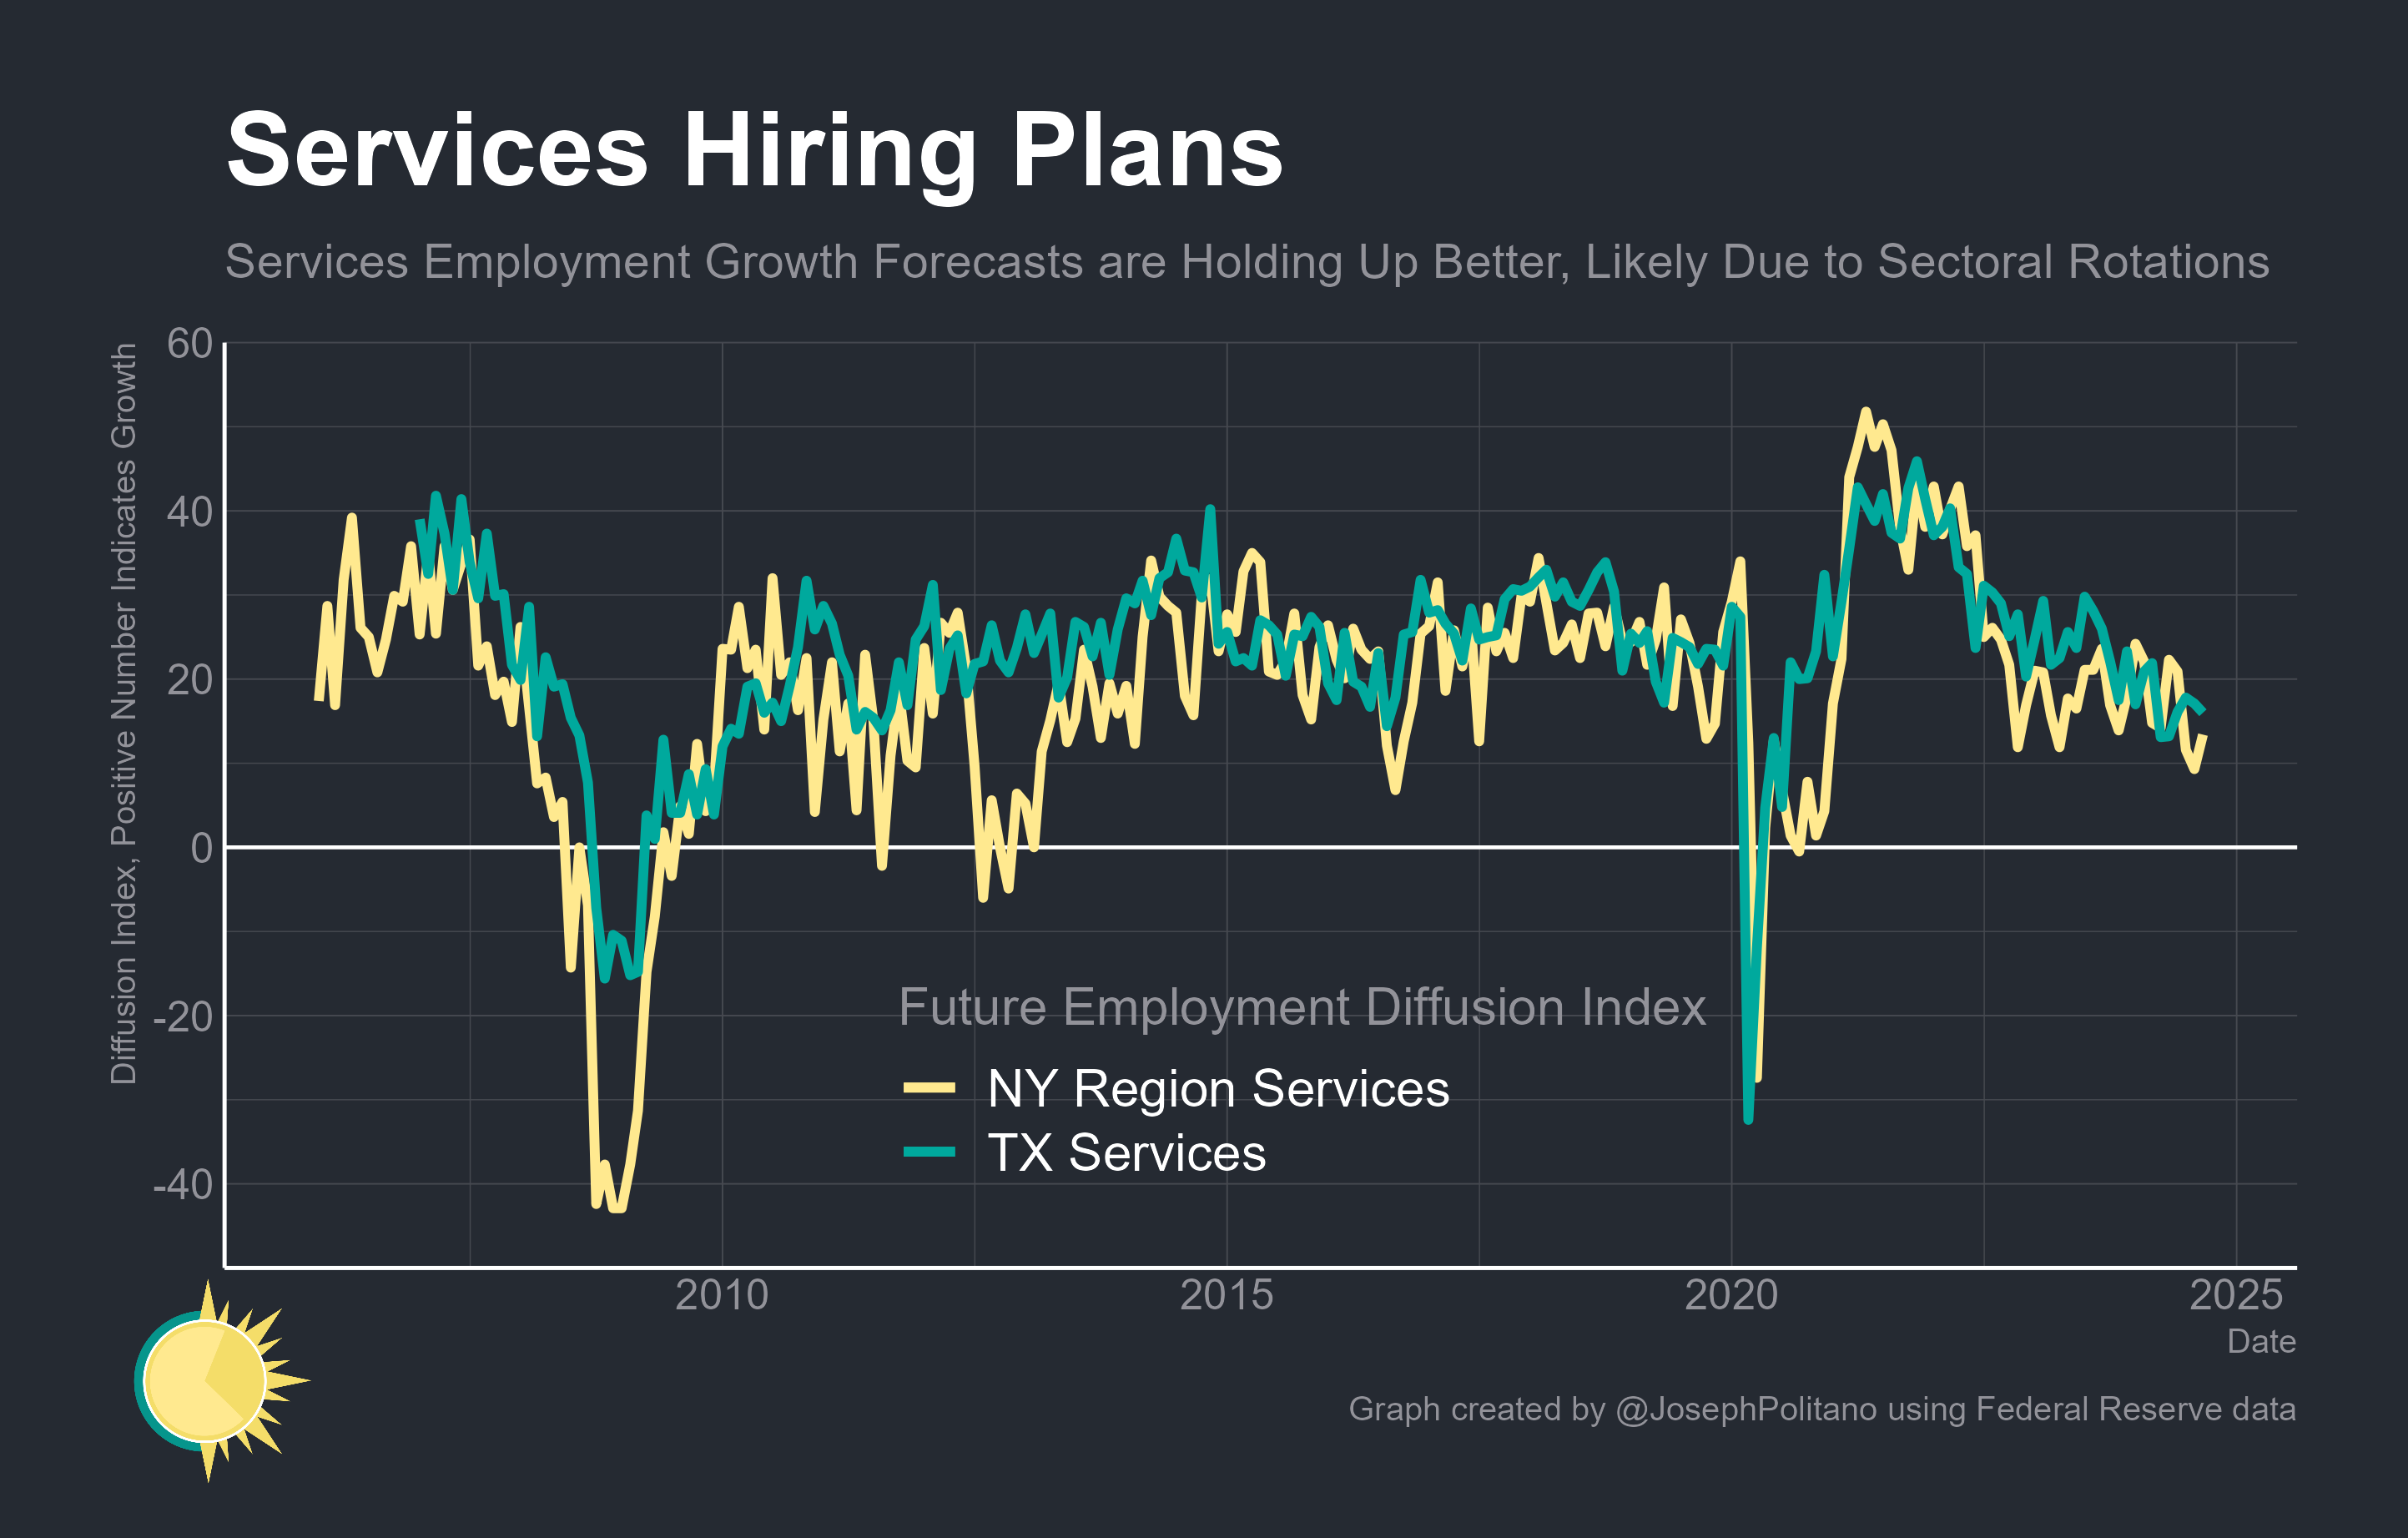 Services Hiring Plans
Services Employment Growth Forecasts are Holding Up Better, Likely Due to Sectoral Rotations
Diffusion Index, Positive Number Indicates Growth
60
40
20
0
-20
-40
Future Employment Diffusion Index
NY Region Services
TX Services
2010
2015
2020
2025
Date
Graph created by @JosephPolitano using Federal Reserve data